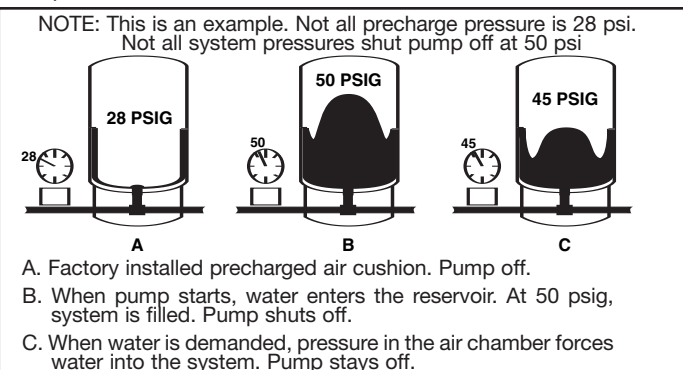 NOTE: This is an example. Not all precharge pressure is 28 psi.
Not all system pressures shut pump off at 50 psi
28 PSIG
28
A
50 PSIG
50
B
45 PSIG
45
C
A. Factory installed precharged air cushion. Pump off.
B. When pump starts, water enters the reservoir. At 50 psig,
system is filled. Pump shuts off.
C. When water is demanded, pressure in the air chamber forces
water into the system. Pump stays off.